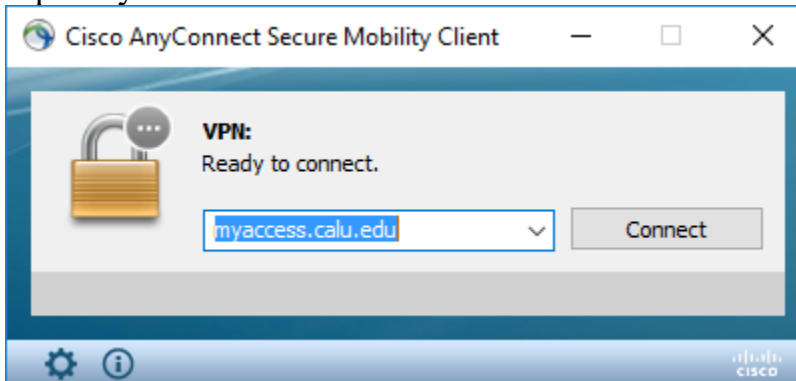 Cisco AnyConnect Secure Mobility Client
VPN:
Ready to connect.
myaccess.calu.edu
Connect
CISCO